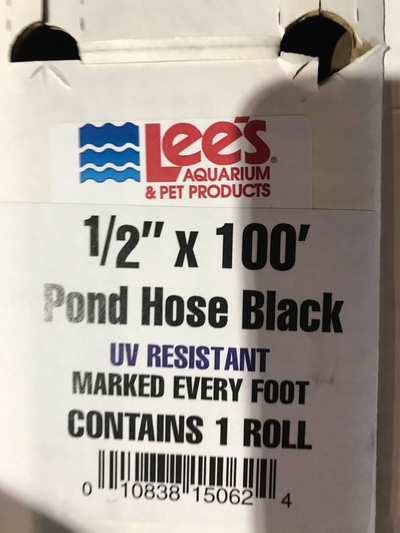 Lee's®
AQUARIUM
& PET PRODUCTS
1/2" x 100'
Pond Hose Black
UV RESISTANT
MARKED EVERY FOOT
CONTAINS 1 ROLL
0 10838 15062 4